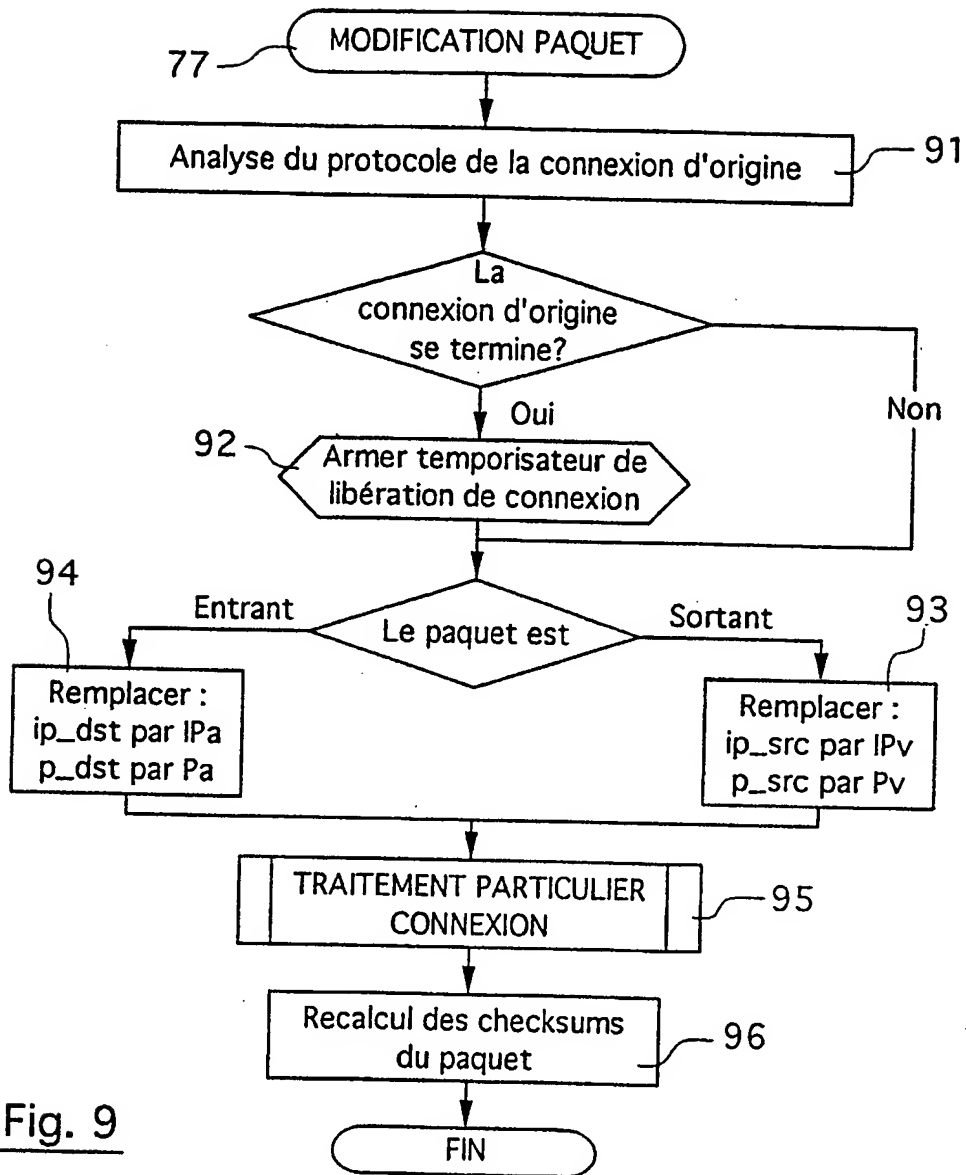 MODIFICATION PAQUET
77
Analyse du protocole de la connexion d'origine
91
La
connexion d'origine
se termine?
Oui
Non
92
Armer temporisateur de
libération de connexion
94
Entrant
Le paquet est
Sortant
93
Remplacer :
ip_dst par IPa
p_dst par Pa
Remplacer :
ip_src par IPv
p_src par Pv
TRAITEMENT PARTICULIER
CONNEXION
95
Recalcul des checksums
du paquet
96
Fig. 9
FIN